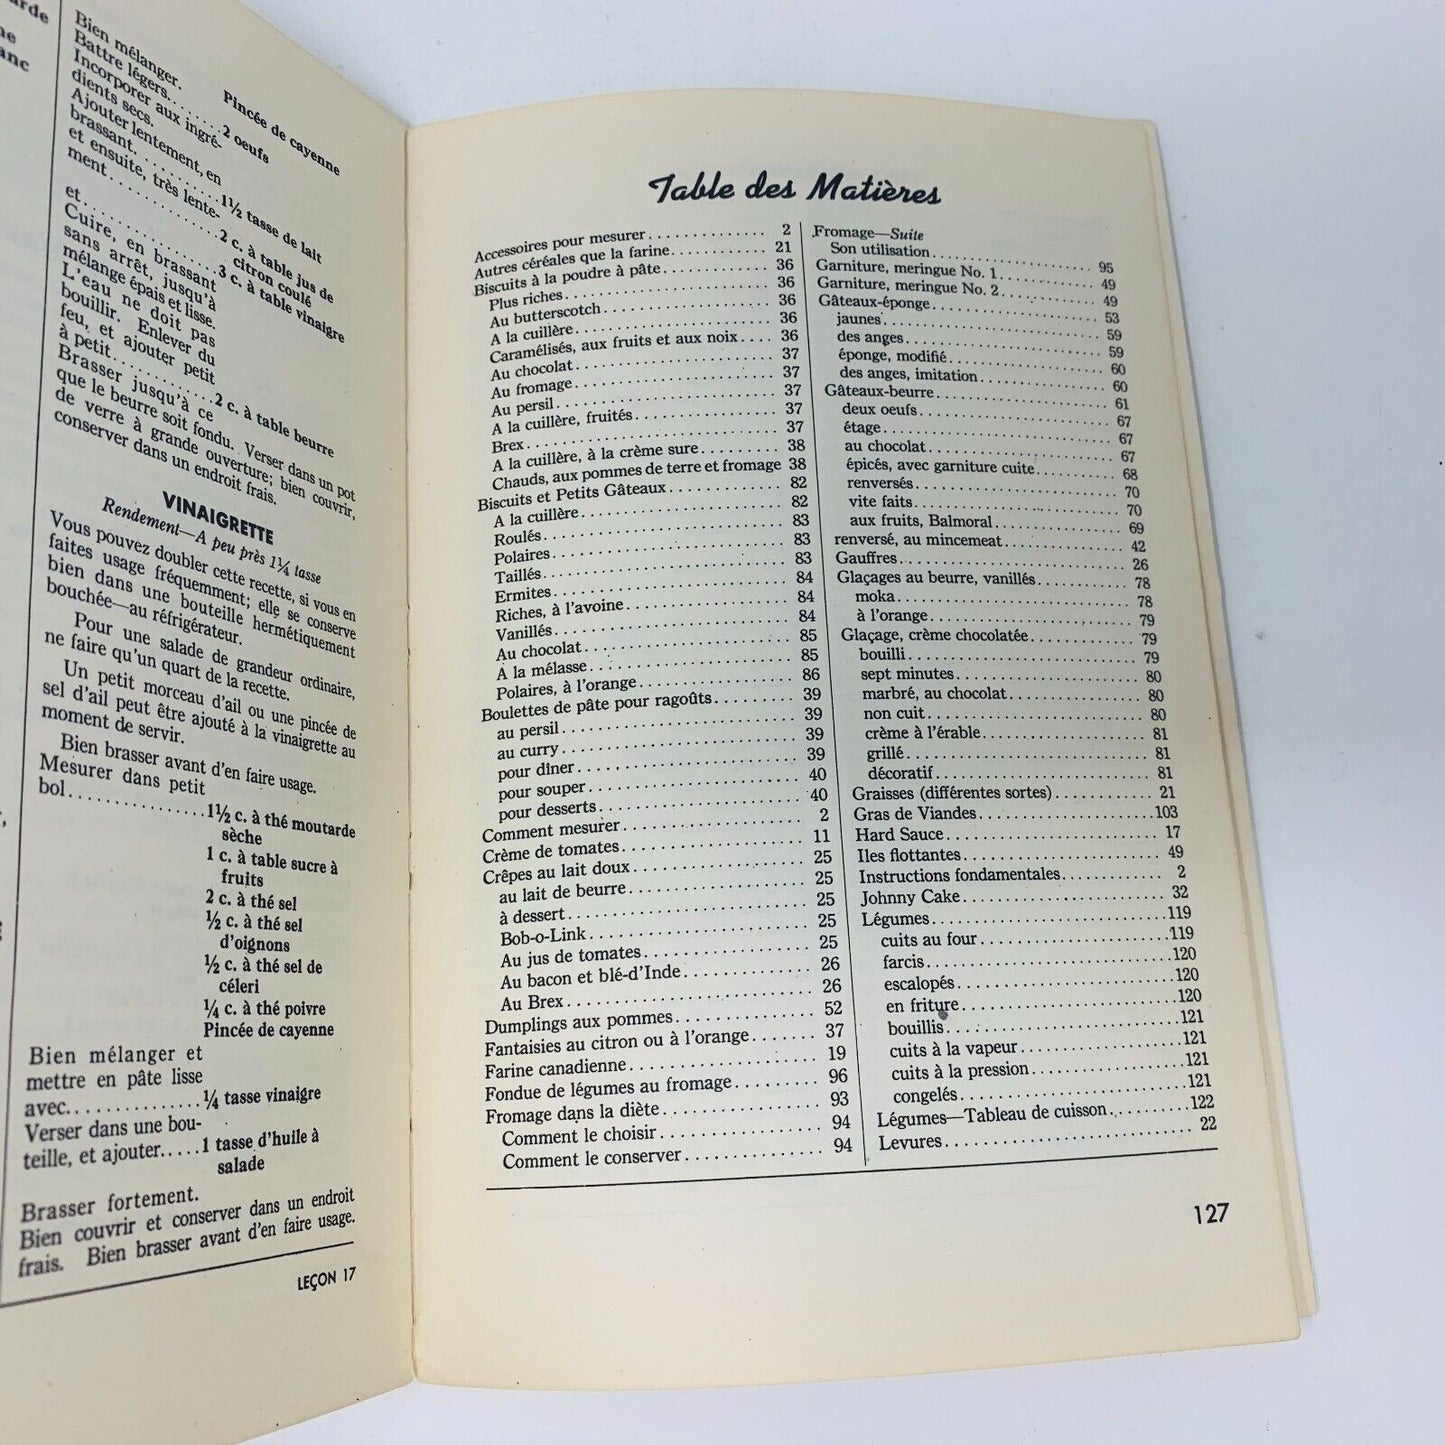 arde
ne
anc
Bien mélanger.
Pincée de cayenne
Battre légers........2 oeufs
Incorporer aux ingré-
dients secs.
Ajouter lentement, en
brassant..........1½ tasse de lait
et ensuite, très lente-
ment..............2 c. à table jus de
citron coulé
et..............3 c. à table vinaigre
Cuire, en brassant
sans arrêt, jusqu'à
mélange épais et lisse.
L'eau ne doit pas
bouillir. Enlever du
feu, et ajouter petit
à petit............2 c. à table beurre
Brasser jusqu'à ce
que le beurre soit fondu. Verser dans un pot
de verre à grande ouverture; bien couvrir,
conserver dans un endroit frais.
VINAIGRETTE
Rendement—A peu près 1¼ tasse
Vous pouvez doubler cette recette, si vous en
faites usage fréquemment; elle se conserve
bien dans une bouteille hermétiquement
bouchée—au réfrigérateur.
Pour une salade de grandeur ordinaire,
ne faire qu'un quart de la recette.
Un petit morceau d'ail ou une pincée de
sel d'ail peut être ajouté à la vinaigrette au
moment de servir.
Bien brasser avant d'en faire usage.
Mesurer dans petit
bol..............1½ c. à thé moutarde
sèche
1 c. à table sucre à
fruits
2 c. à thé sel
½ c. à thé sel
d'oignons
½ c. à thé sel de
céleri
¼ c. à thé poivre
Pincée de cayenne
Bien mélanger et
mettre en pâte lisse
avec..............¼ tasse vinaigre
Verser dans une bou-
teille, et ajouter.....1 tasse d'huile à
salade
Brasser fortement.
Bien couvrir et conserver dans un endroit
frais. Bien brasser avant d'en faire usage.
LEÇON 17
Table des Matières
Accessoires pour mesurer.............. 2
Autres céréales que la farine............ 21
Biscuits à la poudre à pâte............. 36
Plus riches..................... 36
Au butterscotch................. 36
A la cuillère..................... 36
Caramélisés, aux fruits et aux noix.... 36
Au chocolat..................... 37
Au fromage..................... 37
Au persil..................... 37
A la cuillère, fruités............... 37
Brex..................... 37
A la cuillère, à la crème sure......... 38
Chauds, aux pommes de terre et fromage 38
Biscuits et Petits Gâteaux............ 82
A la cuillère..................... 82
Roulés..................... 83
Polaires..................... 83
Taillés..................... 83
Ermites..................... 84
Riches, à l'avoine................. 84
Vanillés..................... 84
Au chocolat..................... 85
À la mélasse..................... 85
Polaires, à l'orange................. 86
Boulettes de pâte pour ragoûts......... 39
au persil..................... 39
au curry..................... 39
pour dîner..................... 39
pour souper..................... 40
pour desserts..................... 40
Comment mesurer................. 2
Crème de tomates................. 11
Crêpes au lait doux................. 25
au lait de beurre................. 25
à dessert..................... 25
Bob-o-Link..................... 25
Au jus de tomates................. 25
Au bacon et blé-d'Inde............. 26
Au Brex..................... 26
Dumplings aux pommes............. 52
Fantaisies au citron ou à l'orange....... 37
Farine canadienne................. 19
Fondue de légumes au fromage......... 96
Fromage dans la diète............... 93
Comment le choisir............... 94
Comment le conserver............... 94
Fromage—Suite
Son utilisation................. 95
Garniture, meringue No. 1............. 49
Garniture, meringue No. 2............. 49
Gâteaux-éponge................. 53
jaunes..................... 59
des anges..................... 59
éponge, modifié................. 60
des anges, imitation............... 60
Gâteaux-beurre................. 61
deux oeufs..................... 67
étage..................... 67
au chocolat..................... 67
épicés, avec garniture cuite........... 68
renversés..................... 70
vite faits..................... 70
aux fruits, Balmoral............... 69
renversé, au mincemeat............... 42
Gauffres..................... 26
Glaçages au beurre, vanillés........... 78
moka..................... 78
à l'orange..................... 79
Glaçage, crème chocolatée............. 79
bouilli..................... 79
sept minutes..................... 80
marbré, au chocolat............... 80
non cuit..................... 80
crème à l'érable................. 81
grillé..................... 81
décoratif..................... 81
Graisses (différentes sortes)........... 21
Gras de Viandes.................103
Hard Sauce..................... 17
Iles flottantes..................... 49
Instructions fondamentales........... 2
Johnny Cake..................... 32
Légumes.....................119
cuits au four.....................119
farcis.....................120
escalopés.....................120
en friture.....................120
bouillis.....................121
cuits à la vapeur.................121
cuits à la pression.................121
congelés.....................121
Légumes—Tableau de cuisson.........122
Levures..................... 22
127